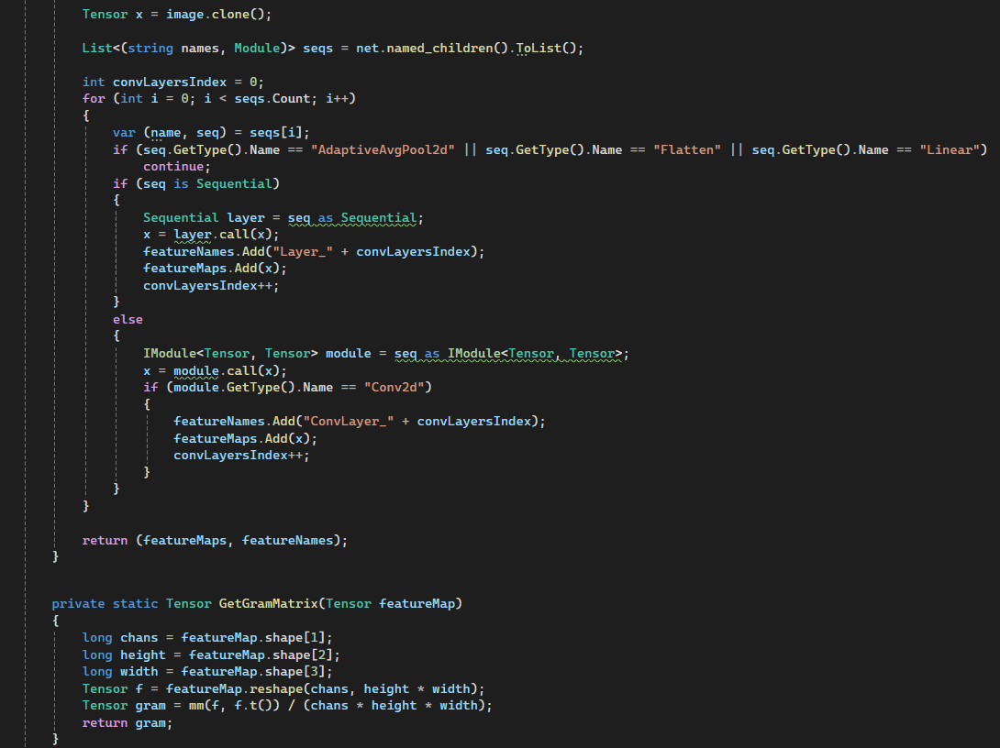 Tensor x = image.clone();
List<(string names, Module)> seqs = net.named_children().ToList();
int convLayersIndex = 0;
for (int i = 0; i < seqs.Count; i++)
{
var (name, seq) = seqs[i];
if (seq.GetType().Name == "AdaptiveAvgPool2d" || seq.GetType().Name == "Flatten" || seq.GetType().Name == "Linear")
continue;
if (seq is Sequential)
{
Sequential layer = seq as Sequential;
x = layer.call(x);
featureNames.Add("Layer_" + convLayersIndex);
featureMaps.Add(x);
convLayersIndex++;
}
else
{
IModule<Tensor, Tensor> module = seq as IModule<Tensor, Tensor>;
x = module.call(x);
if (module.GetType().Name == "Conv2d")
{
featureNames.Add("ConvLayer_" + convLayersIndex);
featureMaps.Add(x);
convLayersIndex++;
}
}
}
return (featureMaps, featureNames);
}
private static Tensor GetGramMatrix(Tensor featureMap)
{
long chans = featureMap.shape[1];
long height = featureMap.shape[2];
long width = featureMap.shape[3];
Tensor f = featureMap.reshape(chans, height * width);
Tensor gram = mm(f, f.t()) / (chans * height * width);
return gram;
}